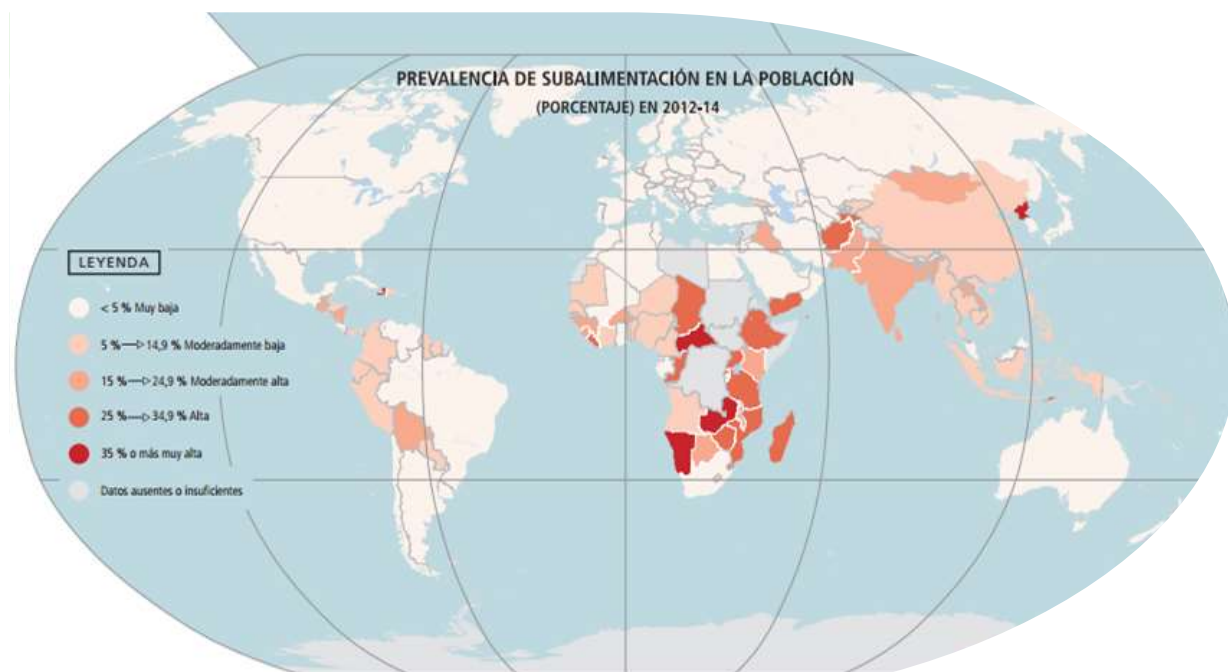 PREVALENCIA DE SUBALIMENTACIÓN EN LA POBLACIÓN
(PORCENTAJE) EN 2012-14
LEYENDA
< 5 % Muy baja
5 % 14,9 % Moderadamente baja
15 % 24,9 % Moderadamente alta
25 % 34,9 % Alta
35 % o más muy alta
Datos ausentes o insuficientes